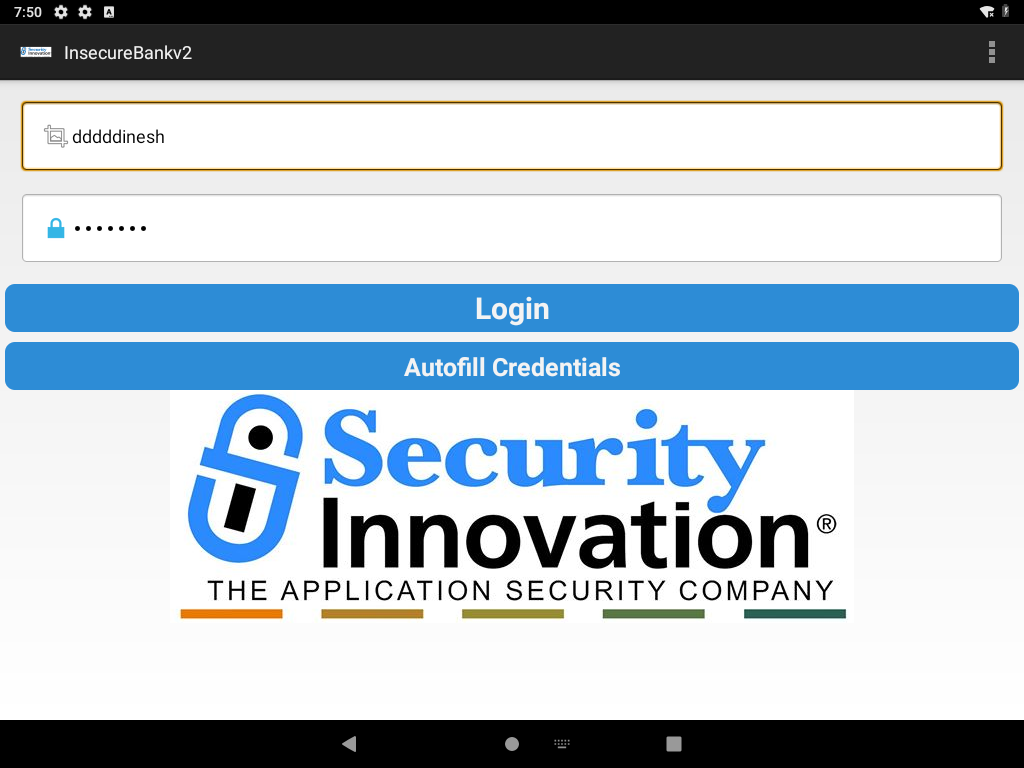 7:50
InsecureBankv2
dddddinesh
•••••••
Login
Autofill Credentials
Security
Innovation®
THE APPLICATION SECURITY COMPANY